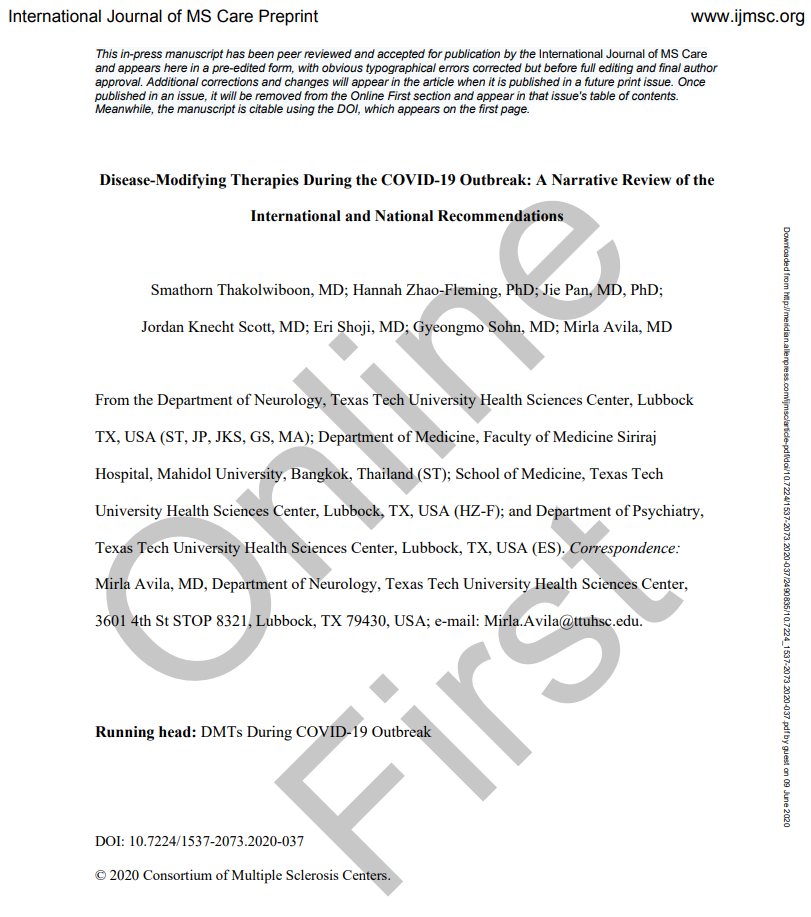 International Journal of MS Care Preprint
www.ijmsc.org
This in-press manuscript has been peer reviewed and accepted for publication by the International Journal of MS Care
and appears here in a pre-edited form, with obvious typographical errors corrected but before full editing and final author
approval. Additional corrections and changes will appear in the article when it is published in a future print issue. Once
published in an issue, it will be removed from the Online First section and appear in that issue's table of contents.
Meanwhile, the manuscript is citable using the DOI, which appears on the first page.
Disease-Modifying Therapies During the COVID-19 Outbreak: A Narrative Review of the
International and National Recommendations
Smathorn Thakolwiboon, MD; Hannah Zhao-Fleming, PhD; Jie Pan, MD, PhD;
Jordan Knecht Scott, MD; Eri Shoji, MD; Gyeongmo Sohn, MD; Mirla Avila, MD
From the Department of Neurology, Texas Tech University Health Sciences Center, Lubbock
TX, USA (ST, JP, JKS, GS, MA); Department of Medicine, Faculty of Medicine Siriraj
Hospital, Mahidol University, Bangkok, Thailand (ST); School of Medicine, Texas Tech
University Health Sciences Center, Lubbock, TX, USA (HZ-F); and Department of Psychiatry,
Texas Tech University Health Sciences Center, Lubbock, TX, USA (ES). Correspondence:
Mirla Avila, MD, Department of Neurology, Texas Tech University Health Sciences Center,
3601 4th St STOP 8321, Lubbock, TX 79430, USA; e-mail: Mirla.Avila@ttuhsc.edu.
Running head: DMTs During COVID-19 Outbreak
DOI: 10.7224/1537-2073.2020-037
© 2020 Consortium of Multiple Sclerosis Centers.
Online
First
Downloaded from http://meridian.allenpress.com/ijmsc/article-pdf/doi/10.7224/1537-2073.2020-037/2490835/10.7224_1537-2073.2020-037.pdf by guest on 09 June 2020